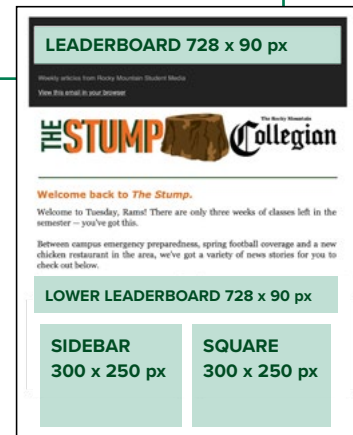 LEADERBOARD 728 x 90 px
Weekly articles from Rocky Mountain Student Media
View this email in your browser
THE STUMP
The Rocky Mountain
Collegian
Welcome back to The Stump.
Welcome to Tuesday, Rams! There are only three weeks of classes left in the
semester — you've got this.
Between campus emergency preparedness, spring football coverage and a new
chicken restaurant in the area, we've got a variety of news stories for you to
check out below.
LOWER LEADERBOARD 728 x 90 px
SIDEBAR
300 x 250 px
SQUARE
300 x 250 px